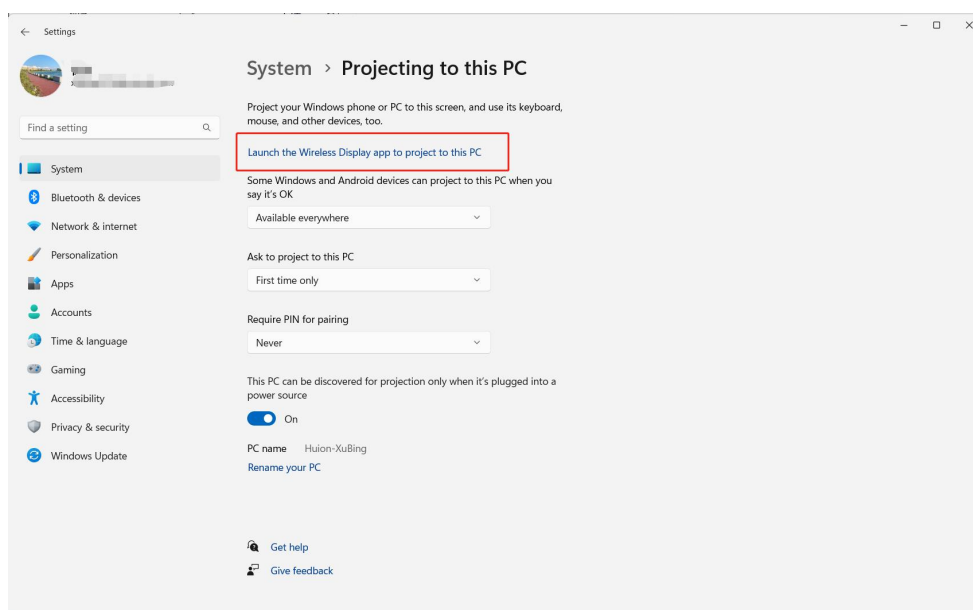 Settings
System > Projecting to this PC
Project your Windows phone or PC to this screen, and use its keyboard,
mouse, and other devices, too.
Find a setting
Launch the Wireless Display app to project to this PC
System
Some Windows and Android devices can project to this PC when you
say it's OK
Bluetooth & devices
Available everywhere
Network & internet
Personalization
Ask to project to this PC
Apps
First time only
Accounts
Require PIN for pairing
Time & language
Never
Gaming
This PC can be discovered for projection only when it's plugged into a
power source
Accessibility
On
Privacy & security
PC name Huion-XuBing
Windows Update
Rename your PC
Get help
Give feedback